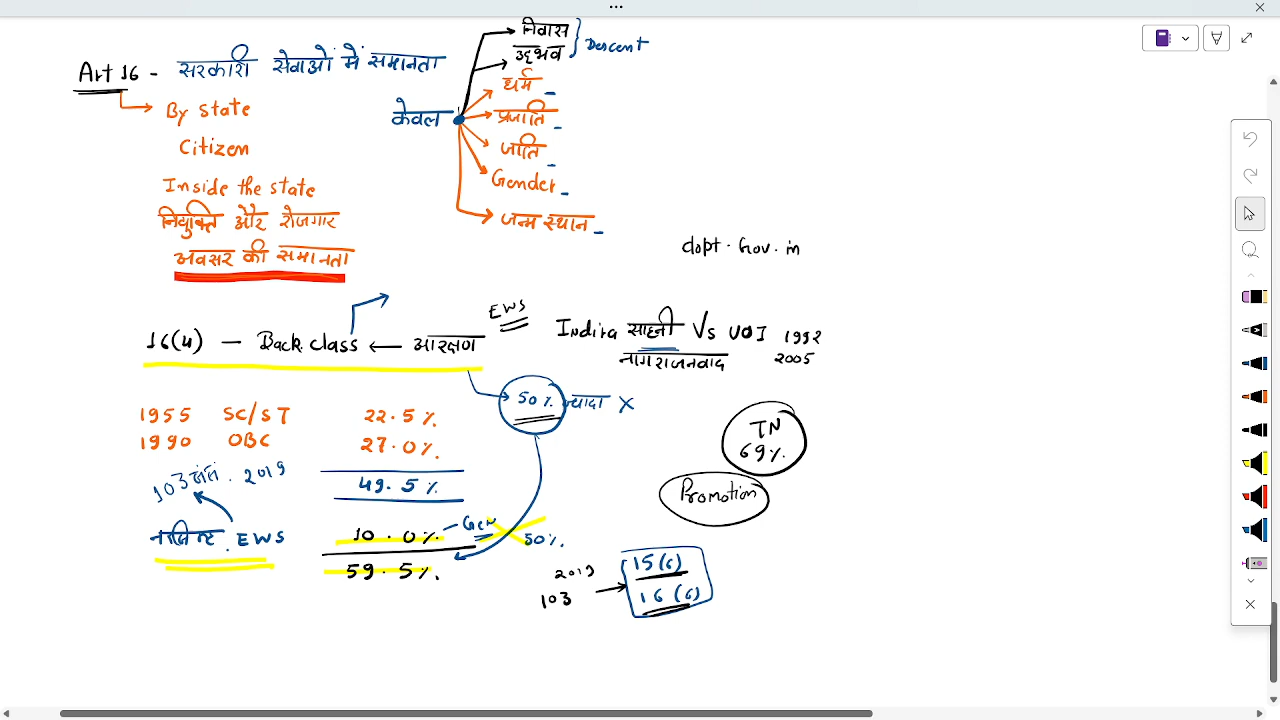 निवास
उद्भव
Descent
Art 16 - सरकारी सेवाओं में समानता
By state
Citizen
Inside the state
नियुक्ति और रोजगार
अवसर की समानता
केवल
धर्म
प्रजाति
जाति
Gender
जन्म स्थान
dopt.Gov.in
16(4) - Back.class ← आरक्षण
EWS
Indira साहनी Vs UOI 1992
नागराजनवाद 2005
50% ज्यादा X
1955 SC/ST 22.5%
1990 OBC 27.0%
49.5%
103 . 2019
EWS 10.0% - Gen 50%.
59.5%
TN
69%
Promotion
2019
103
15(6)
16(6)